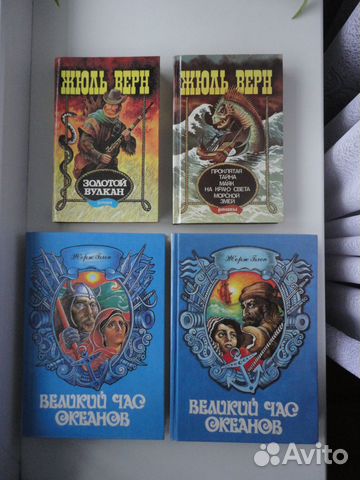 ЖЮЛЬ ВЕРН
ЗОЛОТОЙ
ВУЛКАН
ЖЮЛЬ ВЕРН
ПРОКЛЯТАЯ
ТАЙНА
МАЯК
НА КРАЮ СВЕТА
МОРСКОЙ
ЗМЕЙ
романы
Жорж Блон
ВЕЛИКИЙ ЧАС
ОКЕАНОВ
Жорж Блон
ВЕЛИКИЙ ЧАС
ОКЕАНОВ
Avito